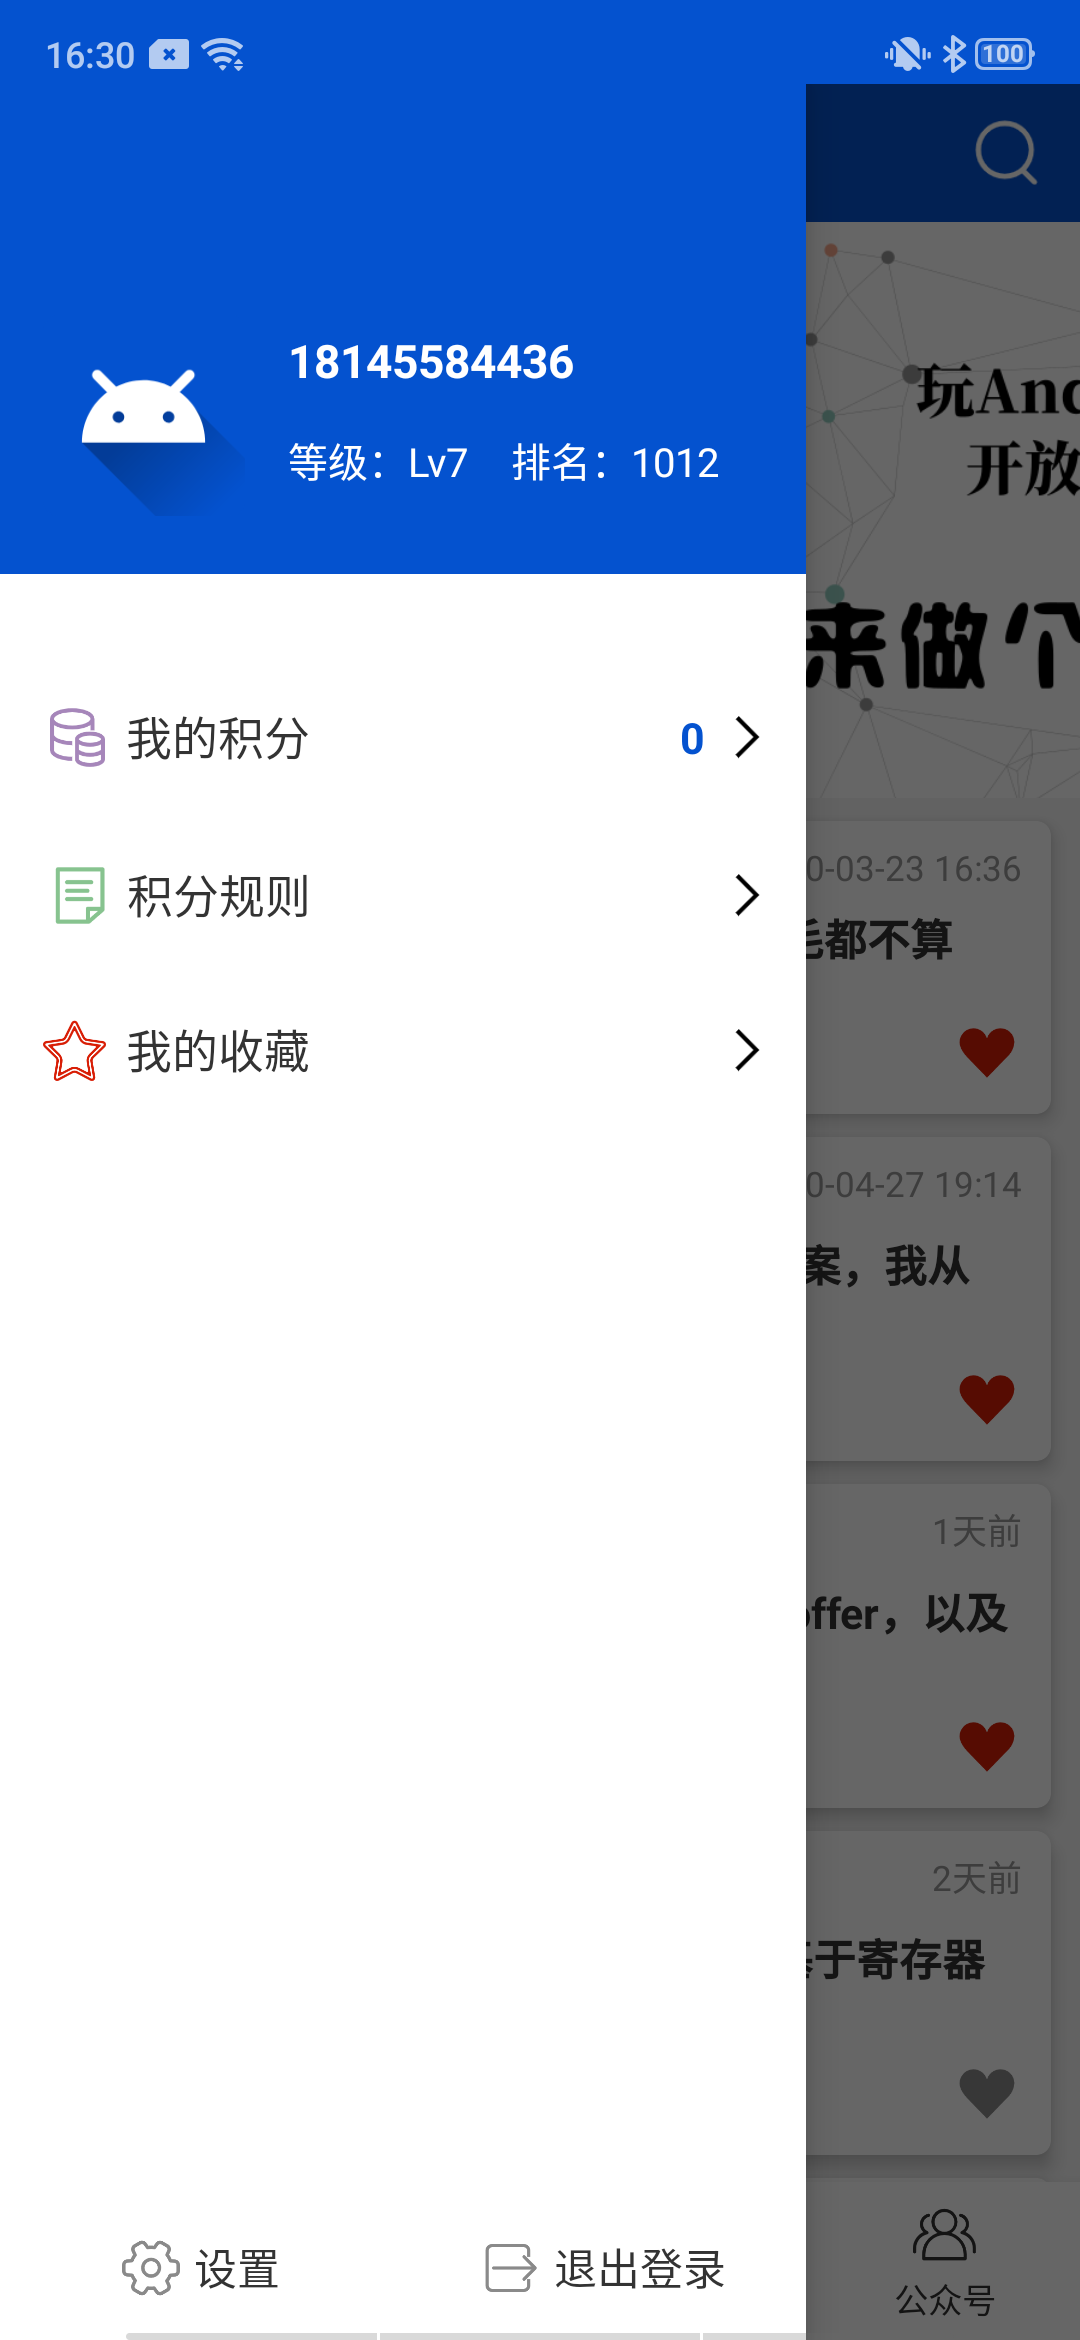 16:30
100
18145584436
等级：Lv7 排名：1012
玩And
开放
来做个
我的积分 0
0-03-23 16:36
积分规则
毛都不算
我的收藏
0-04-27 19:14
案，我从
1天前
offer，以及
2天前
基于寄存器
设置 退出登录
公众号